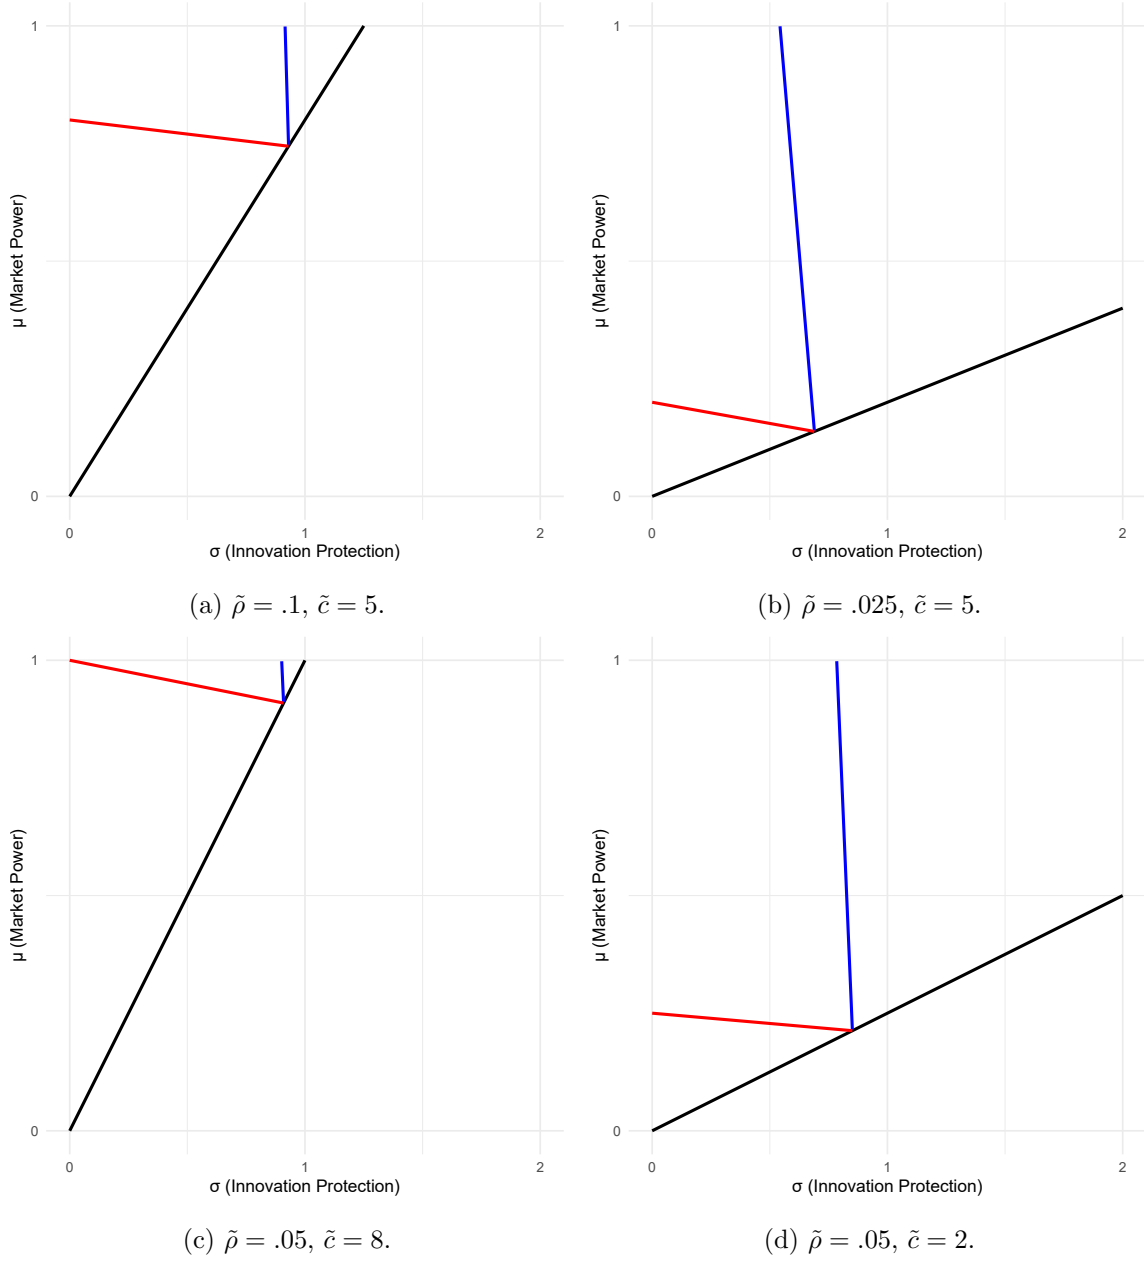 1
0
μ (Market Power)
0
1
2
σ (Innovation Protection)
(a) ρ̃ = .1, c̃ = 5.
1
0
μ (Market Power)
0
1
2
σ (Innovation Protection)
(b) ρ̃ = .025, c̃ = 5.
1
0
μ (Market Power)
0
1
2
σ (Innovation Protection)
(c) ρ̃ = .05, c̃ = 8.
1
0
μ (Market Power)
0
1
2
σ (Innovation Protection)
(d) ρ̃ = .05, c̃ = 2.